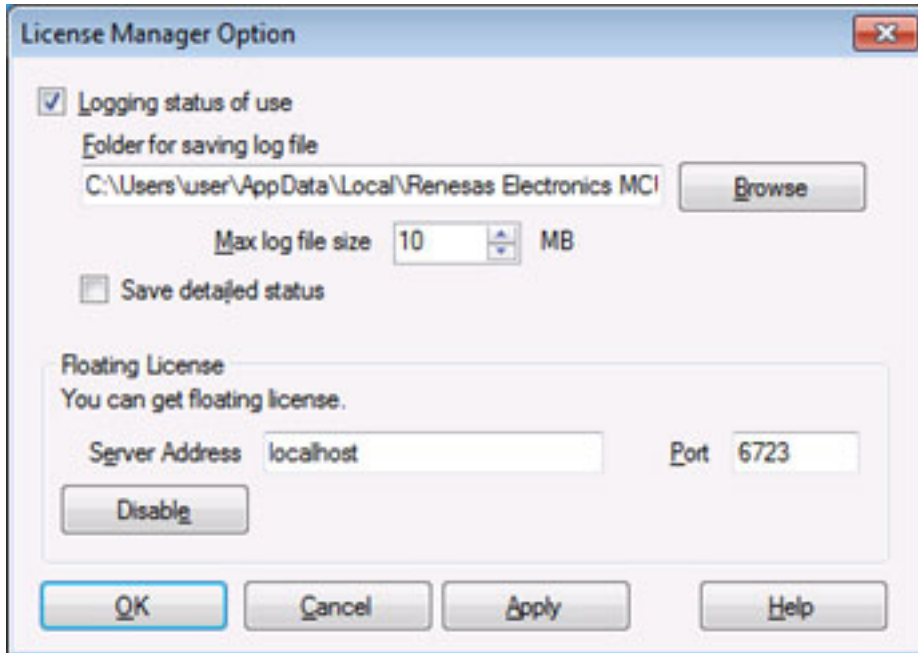 License Manager Option
Logging status of use
Folder for saving log file
C:\Users\user\AppData\Local\Renesas Electronics MCU
Browse
Max log file size 10 MB
Save detailed status
Floating License
You can get floating license.
Server Address localhost Port 6723
Disable
OK Cancel Apply Help